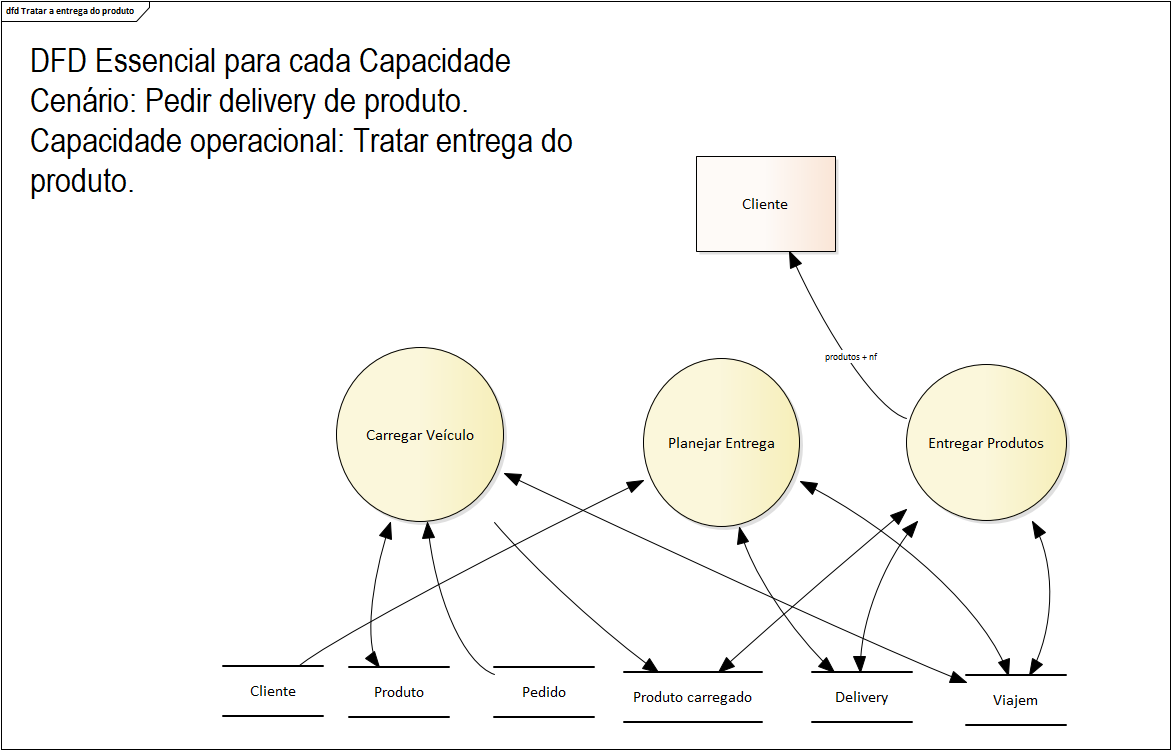 dfd Tratar a entrega do produto
DFD Essencial para cada Capacidade
Cenário: Pedir delivery de produto.
Capacidade operacional: Tratar entrega do
produto.
Cliente
produtos + nf
Carregar Veículo
Planejar Entrega
Entregar Produtos
Cliente
Produto
Pedido
Produto carregado
Delivery
Viajem